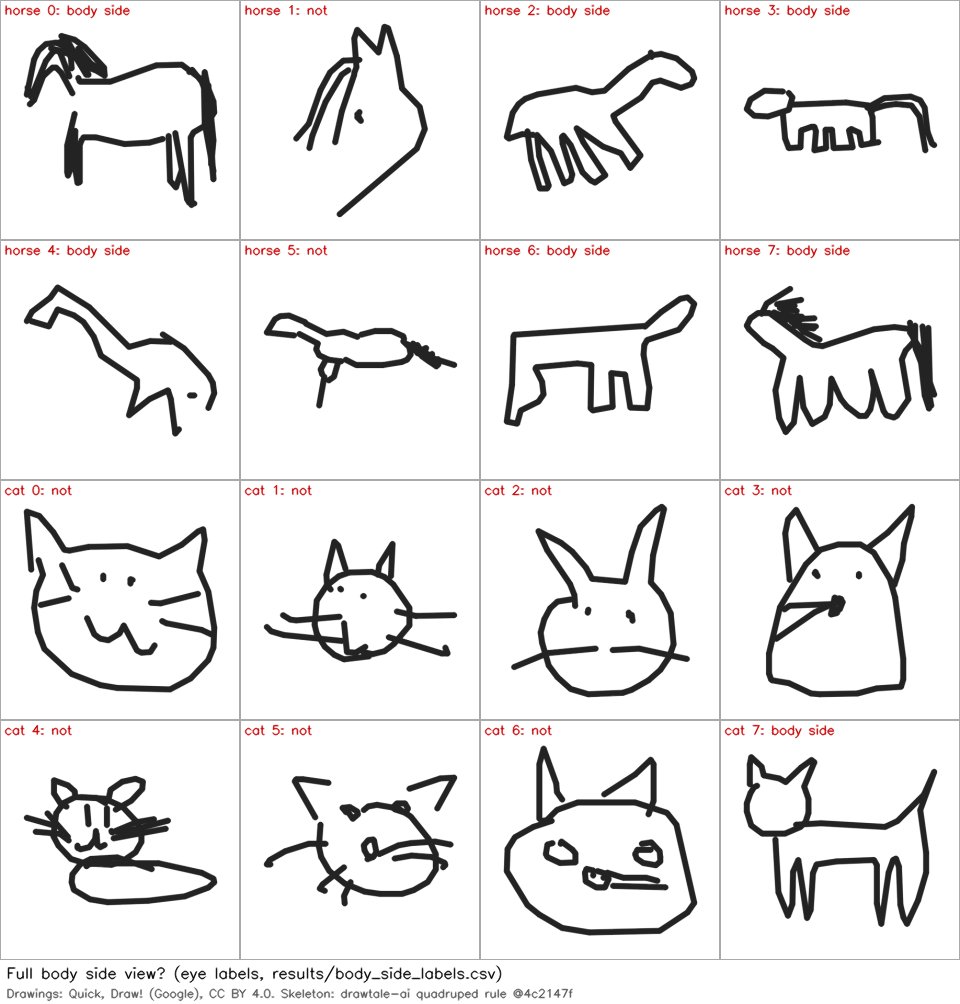 horse 0: body side
horse 1: not
horse 2: body side
horse 3: body side
horse 4: body side
horse 5: not
horse 6: body side
horse 7: body side
cat 0: not
cat 1: not
cat 2: not
cat 3: not
cat 4: not
cat 5: not
cat 6: not
cat 7: body side
Full body side view? (eye labels, results/body_side_labels.csv)
Drawings: Quick, Draw! (Google), CC BY 4.0. Skeleton: drawtale-ai quadruped rule @4c2147f